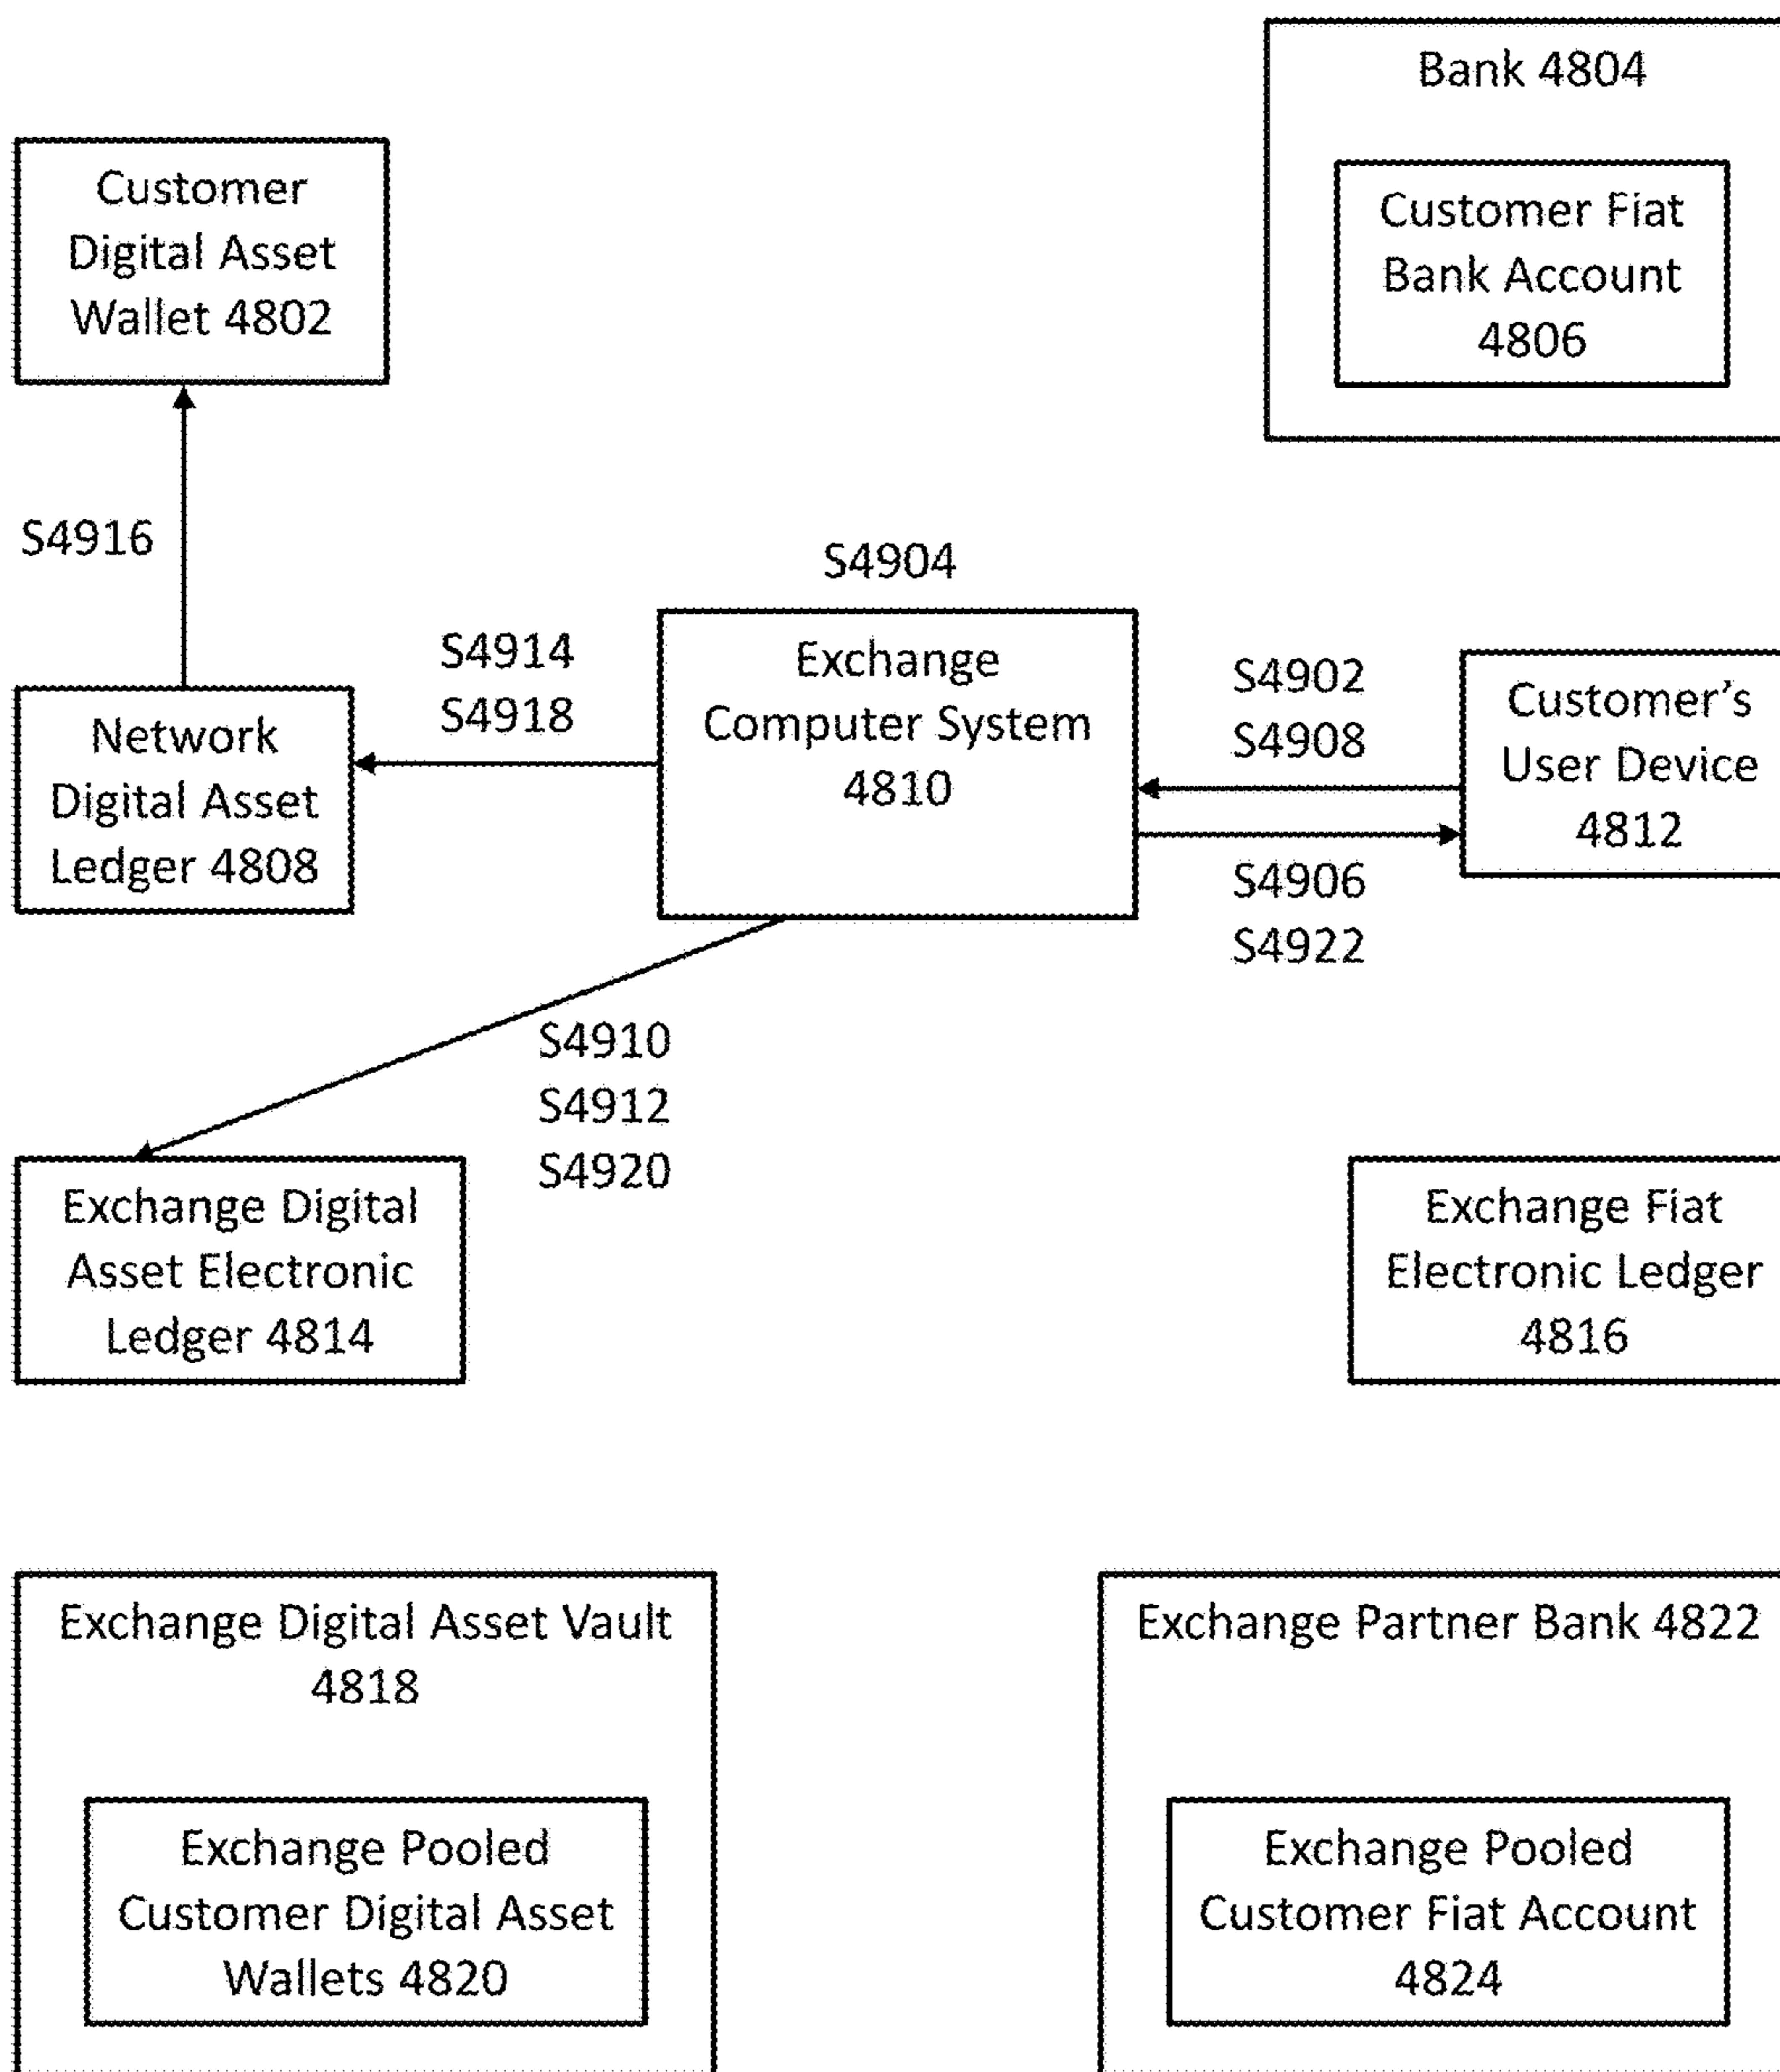 Bank 4804
Customer
Digital Asset
Wallet 4802
Customer Fiat
Bank Account
4806
S4916
S4904
S4914
S4918
Exchange
Computer System
4810
S4902
S4908
Customer's
User Device
4812
Network
Digital Asset
Ledger 4808
S4906
S4922
S4910
S4912
S4920
Exchange Digital
Asset Electronic
Ledger 4814
Exchange Fiat
Electronic Ledger
4816
Exchange Digital Asset Vault
4818
Exchange Partner Bank 4822
Exchange Pooled
Customer Digital Asset
Wallets 4820
Exchange Pooled
Customer Fiat Account
4824